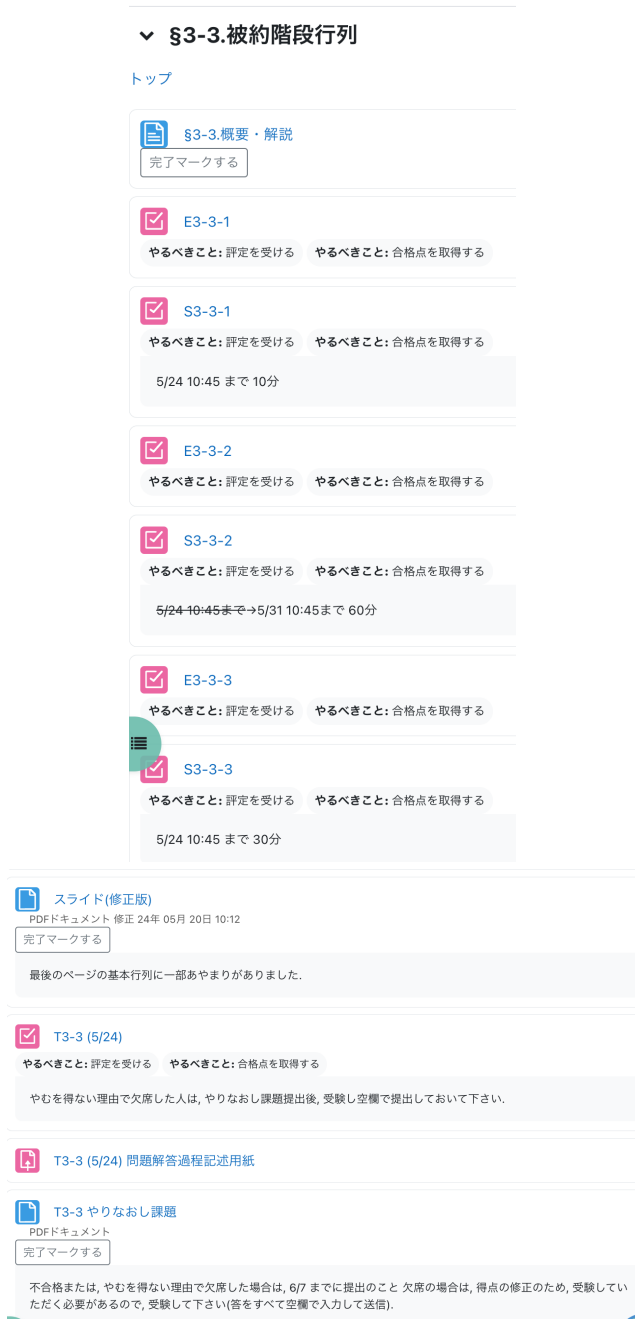 §3-3.被約階段行列
トップ
§3-3.概要・解説
完了マークする
E3-3-1
やるべきこと: 評定を受ける やるべきこと: 合格点を取得する
S3-3-1
やるべきこと: 評定を受ける やるべきこと: 合格点を取得する
5/24 10:45 まで 10分
E3-3-2
やるべきこと: 評定を受ける やるべきこと: 合格点を取得する
S3-3-2
やるべきこと: 評定を受ける やるべきこと: 合格点を取得する
5/24 10:45まで→5/31 10:45まで 60分
E3-3-3
やるべきこと: 評定を受ける やるべきこと: 合格点を取得する
S3-3-3
やるべきこと: 評定を受ける やるべきこと: 合格点を取得する
5/24 10:45 まで 30分
スライド(修正版)
PDFドキュメント 修正 24年 05月 20日 10:12
完了マークする
最後のページの基本行列に一部あやまりがありました.
T3-3 (5/24)
やるべきこと: 評定を受ける やるべきこと: 合格点を取得する
やむを得ない理由で欠席した人は, やりなおし課題提出後, 受験し空欄で提出しておいて下さい.
T3-3 (5/24) 問題解答過程記述用紙
T3-3 やりなおし課題
PDFドキュメント
完了マークする
不合格または, やむを得ない理由で欠席した場合は, 6/7 までに提出のこと 欠席の場合は, 得点の修正のため, 受験してい
ただく必要があるので, 受験して下さい(答をすべて空欄で入力して送信).